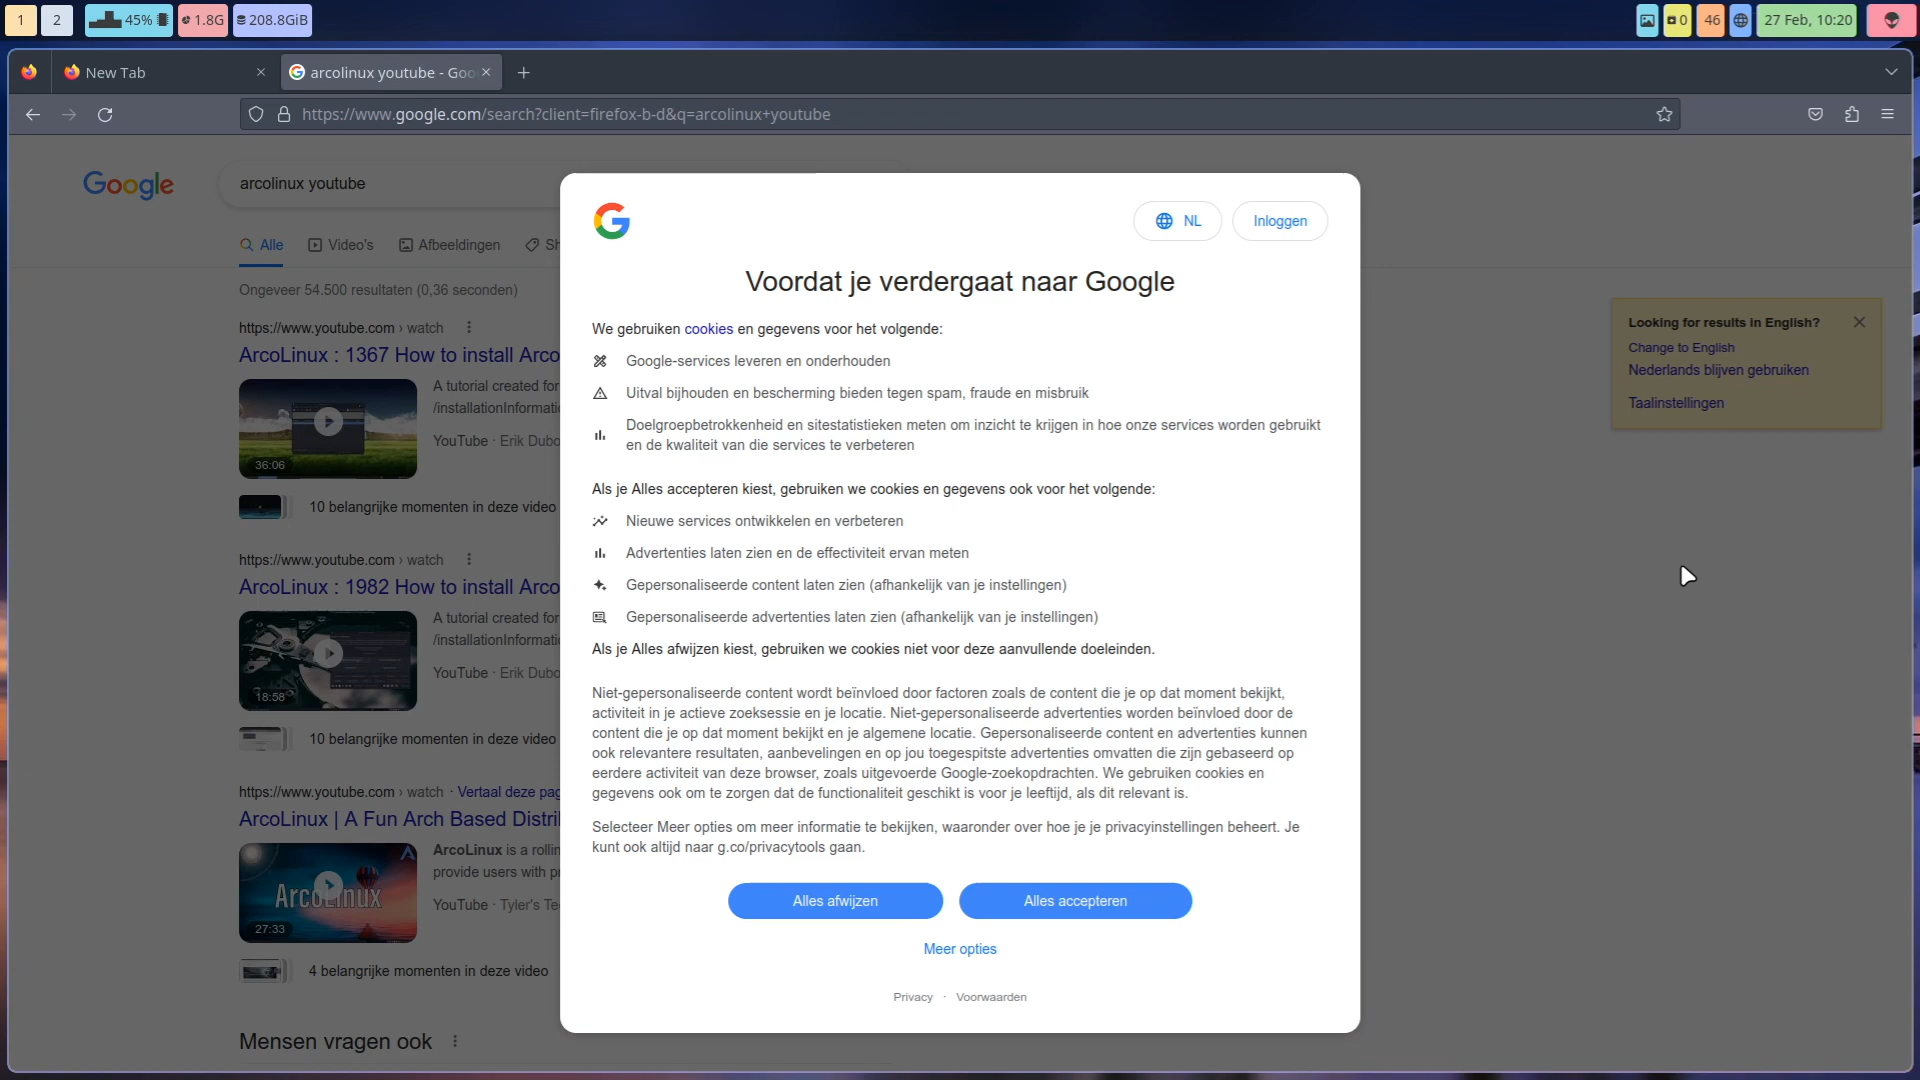 1 2 45% 1.8G 208.8GiB 0 46 27 Feb, 10:20
New Tab arcolinux youtube - Goo
https://www.google.com/search?client=firefox-b-d&q=arcolinux+youtube
Google arcolinux youtube
Alle Video's Afbeeldingen Sh
Ongeveer 54.500 resultaten (0,36 seconden)
https://www.youtube.com › watch
ArcoLinux : 1367 How to install Arco
A tutorial created for
/installationInformati
YouTube · Erik Dubo
36:06
10 belangrijke momenten in deze video
https://www.youtube.com › watch
ArcoLinux : 1982 How to install Arco
A tutorial created for
/installationInformati
YouTube · Erik Dubo
18:58
10 belangrijke momenten in deze video
https://www.youtube.com › watch · Vertaal deze pag
ArcoLinux | A Fun Arch Based Distri
ArcoLinux is a rollin
provide users with p
ArcoLinux
YouTube · Tyler's Te
27:33
4 belangrijke momenten in deze video
Mensen vragen ook
NL Inloggen
Voordat je verdergaat naar Google
We gebruiken cookies en gegevens voor het volgende:
Google-services leveren en onderhouden
Uitval bijhouden en bescherming bieden tegen spam, fraude en misbruik
Doelgroepbetrokkenheid en sitestatistieken meten om inzicht te krijgen in hoe onze services worden gebruikt
en de kwaliteit van die services te verbeteren
Als je Alles accepteren kiest, gebruiken we cookies en gegevens ook voor het volgende:
Nieuwe services ontwikkelen en verbeteren
Advertenties laten zien en de effectiviteit ervan meten
Gepersonaliseerde content laten zien (afhankelijk van je instellingen)
Gepersonaliseerde advertenties laten zien (afhankelijk van je instellingen)
Als je Alles afwijzen kiest, gebruiken we cookies niet voor deze aanvullende doeleinden.
Niet-gepersonaliseerde content wordt beïnvloed door factoren zoals de content die je op dat moment bekijkt,
activiteit in je actieve zoeksessie en je locatie. Niet-gepersonaliseerde advertenties worden beïnvloed door de
content die je op dat moment bekijkt en je algemene locatie. Gepersonaliseerde content en advertenties kunnen
ook relevantere resultaten, aanbevelingen en op jou toegespitste advertenties omvatten die zijn gebaseerd op
eerdere activiteit van deze browser, zoals uitgevoerde Google-zoekopdrachten. We gebruiken cookies en
gegevens ook om te zorgen dat de functionaliteit geschikt is voor je leeftijd, als dit relevant is.
Selecteer Meer opties om meer informatie te bekijken, waaronder over hoe je je privacyinstellingen beheert. Je
kunt ook altijd naar g.co/privacytools gaan.
Alles afwijzen Alles accepteren
Meer opties
Privacy · Voorwaarden
Looking for results in English?
Change to English
Nederlands blijven gebruiken
Taalinstellingen